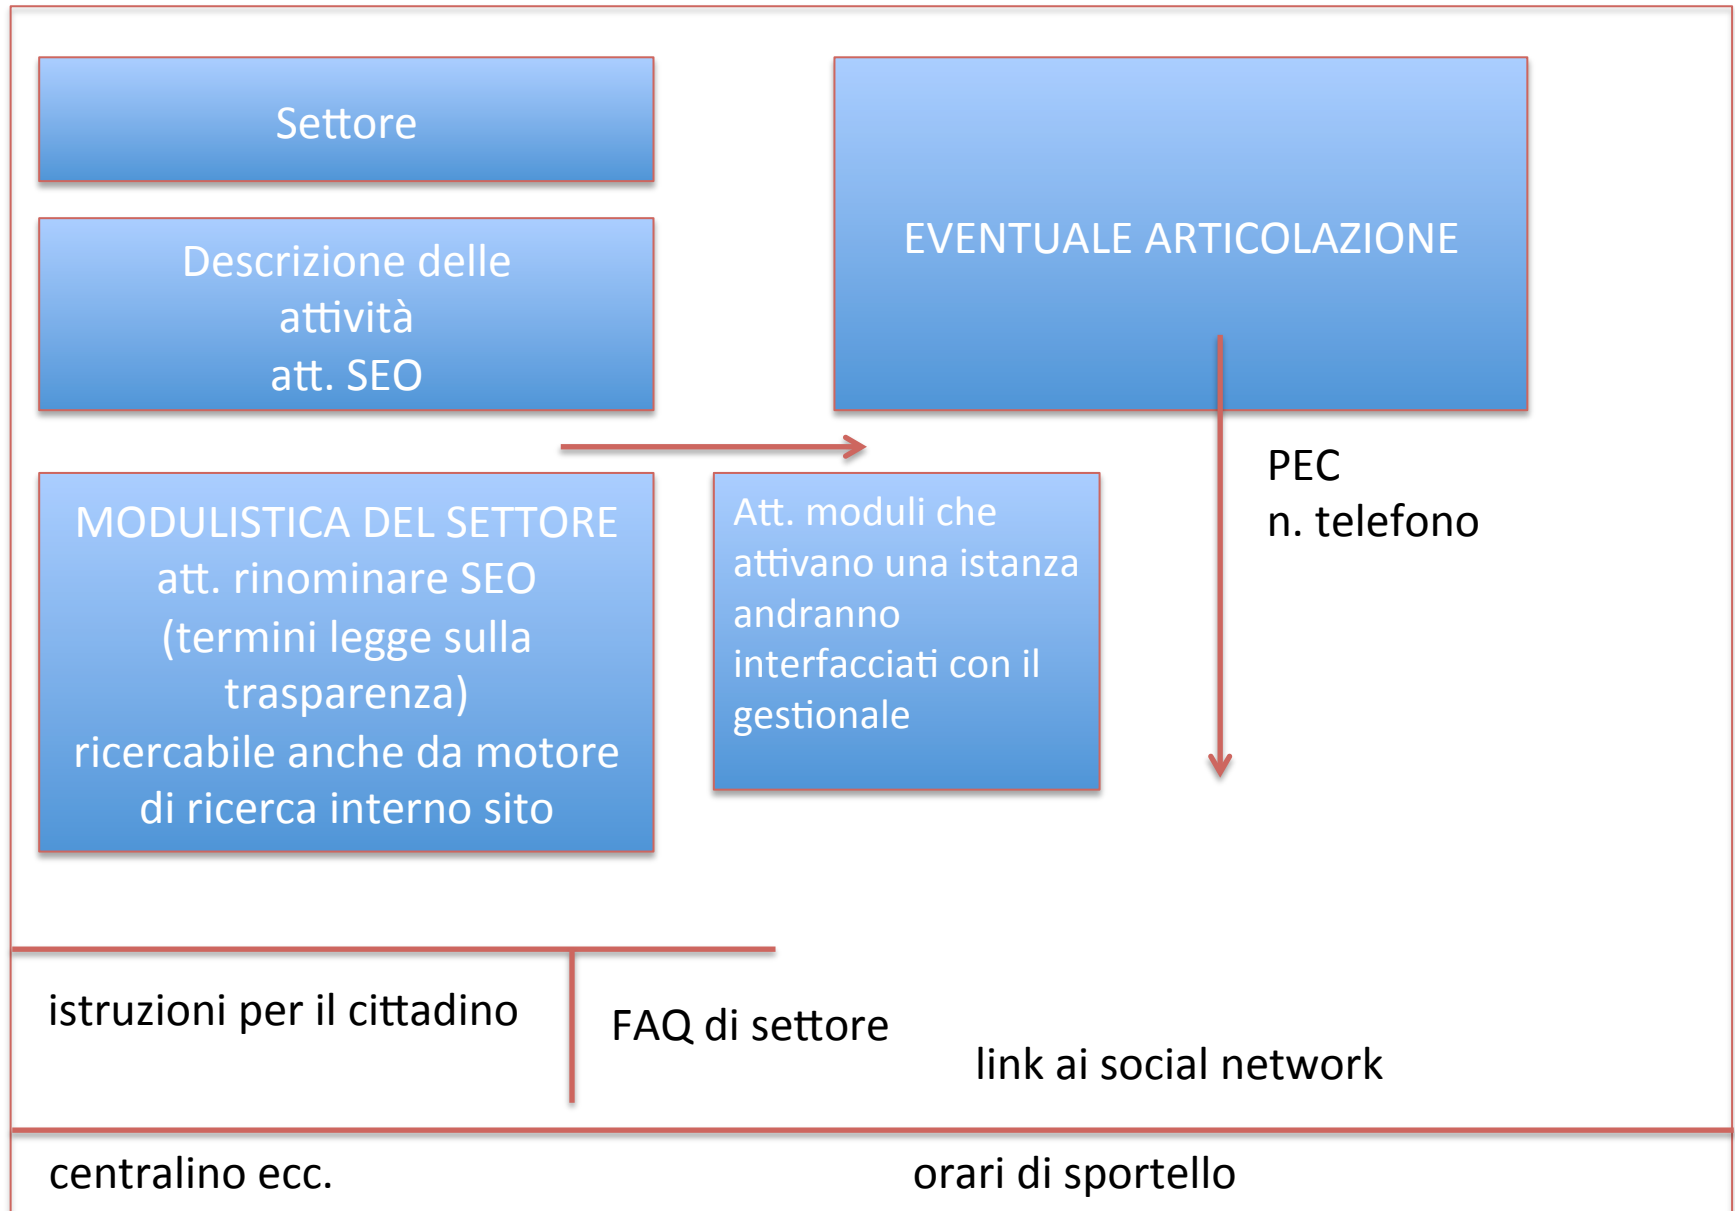 Settore
Descrizione delle
attività
att. SEO
EVENTUALE ARTICOLAZIONE
MODULISTICA DEL SETTORE
att. rinominare SEO
(termini legge sulla
trasparenza)
ricercabile anche da motore
di ricerca interno sito
Att. moduli che
attivano una istanza
andranno
interfacciati con il
gestionale
PEC
n. telefono
istruzioni per il cittadino
FAQ di settore
link ai social network
centralino ecc.
orari di sportello